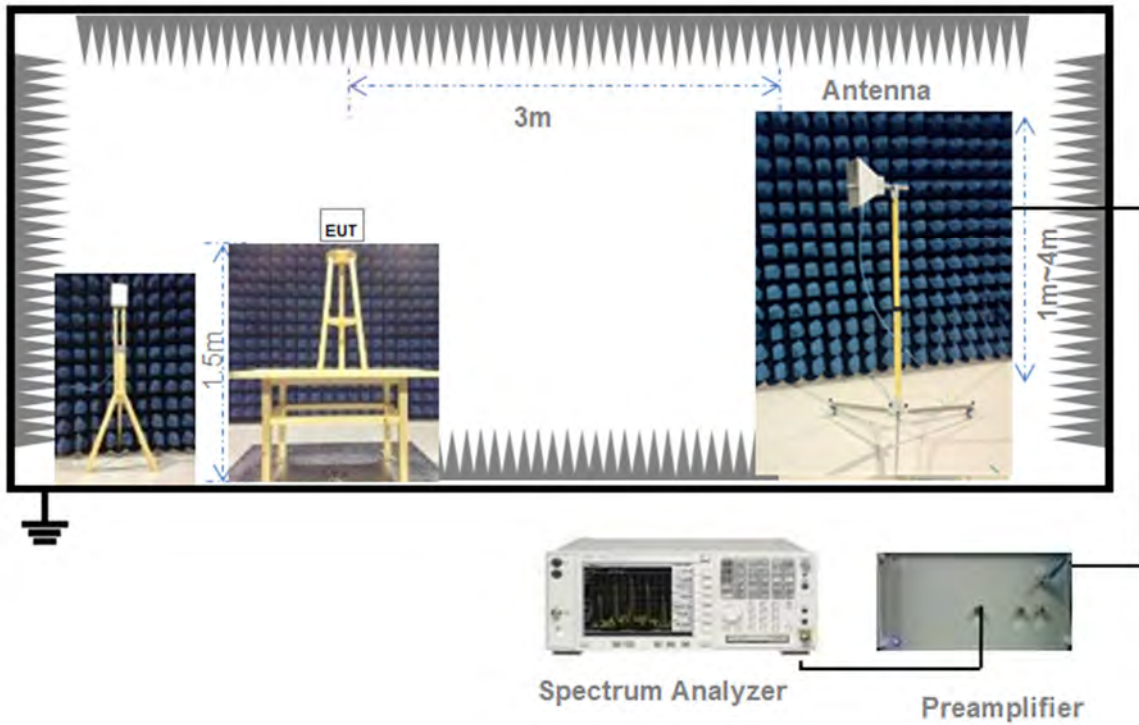 Antenna
3m
EUT
1.5m
1m~4m
Spectrum Analyzer
Preamplifier